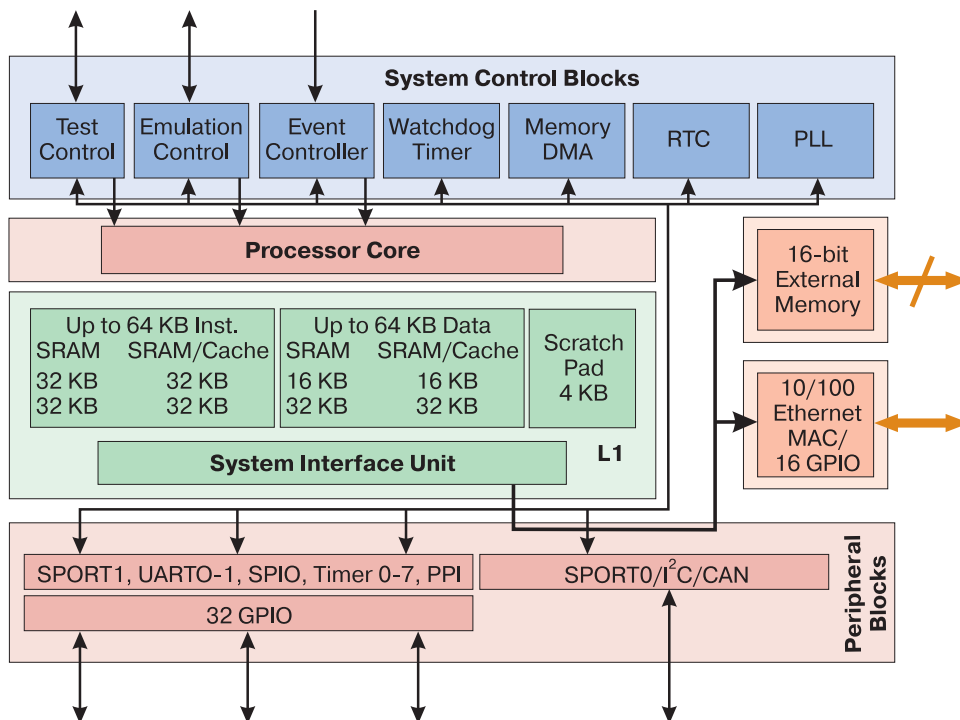 System Control Blocks
Test
Control
Emulation
Control
Event
Controller
Watchdog
Timer
Memory
DMA
RTC
PLL
Processor Core
16-bit
External
Memory
Up to 64 KB Inst.
SRAM SRAM/Cache
32 KB 32 KB
32 KB 32 KB
Up to 64 KB Data
SRAM SRAM/Cache
16 KB 16 KB
32 KB 32 KB
Scratch
Pad
4 KB
L1
System Interface Unit
10/100
Ethernet
MAC/
16 GPIO
SPORT1, UARTO-1, SPIO, Timer 0-7, PPI
32 GPIO
SPORT0/I²C/CAN
Peripheral
Blocks